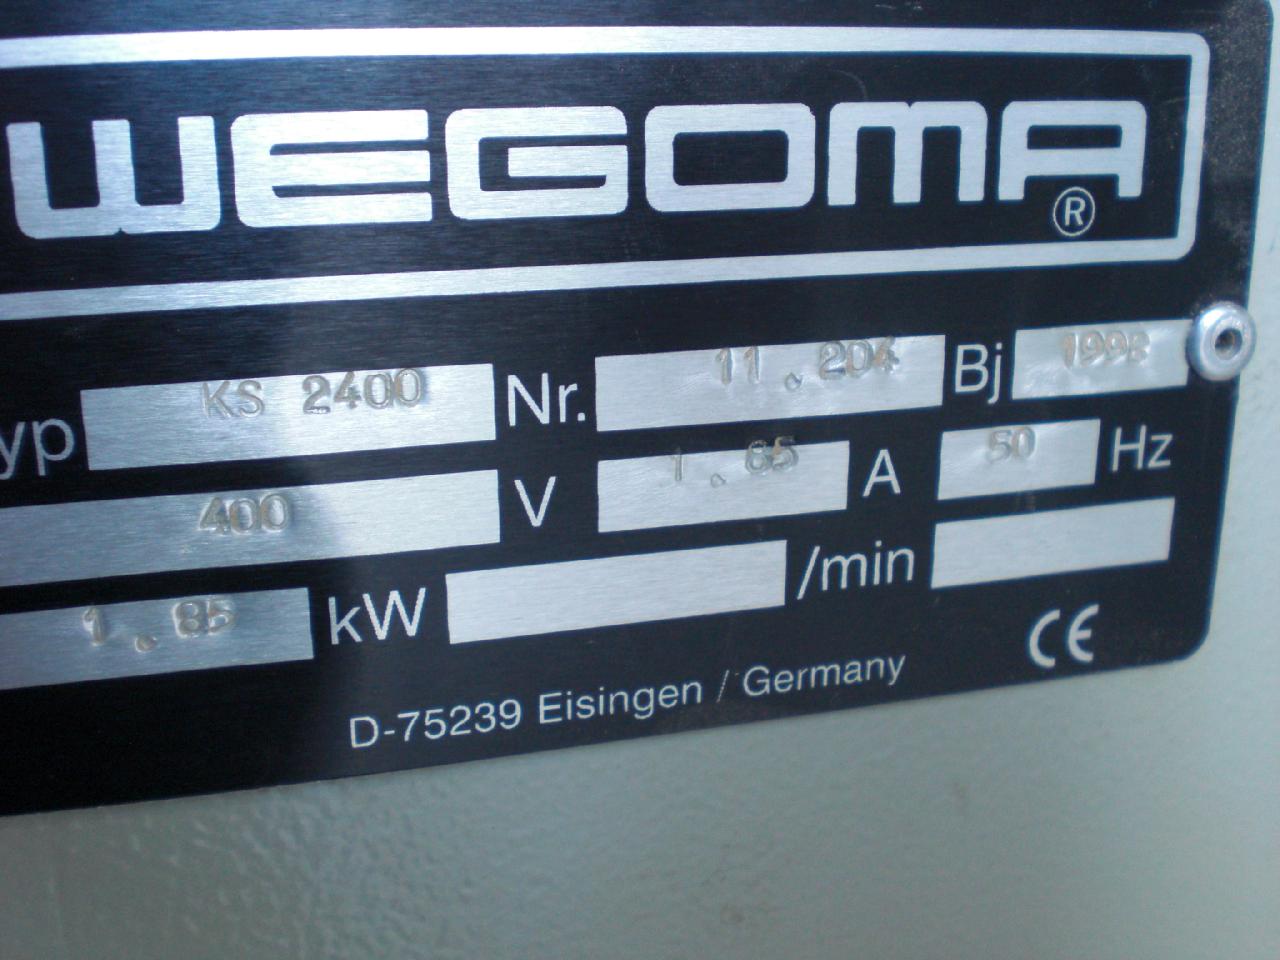 WEGOMA ®
yp KS 2400 Nr. 11.204 Bj
400 V 1.85 A 50 Hz
1.85 kW /min
CE
D-75239 Eisingen / Germany